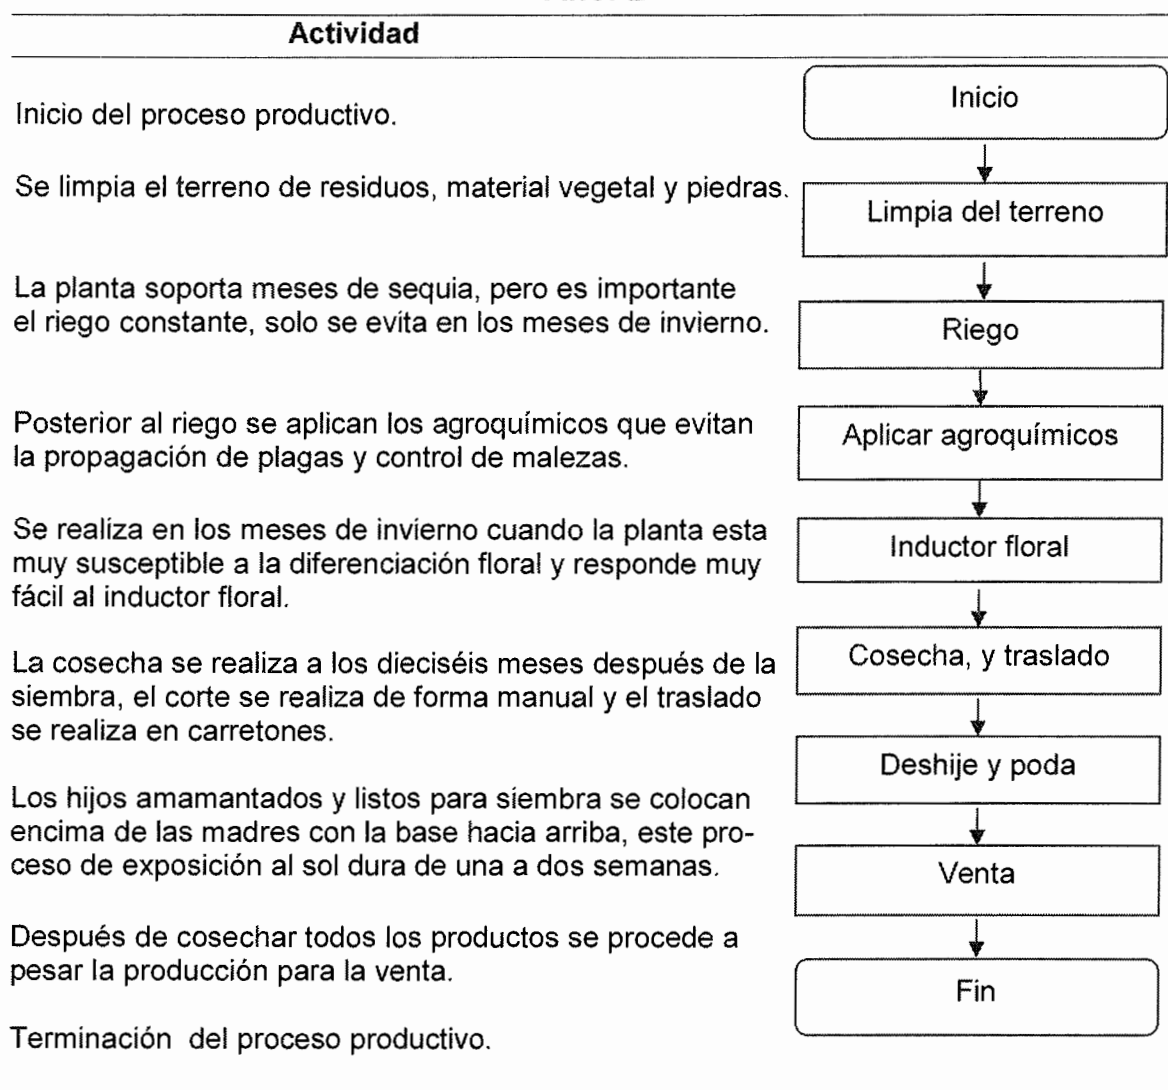 Actividad
Inicio del proceso productivo.
Inicio
Se limpia el terreno de residuos, material vegetal y piedras.
Limpia del terreno
La planta soporta meses de sequia, pero es importante
el riego constante, solo se evita en los meses de invierno.
Riego
Posterior al riego se aplican los agroquímicos que evitan
la propagación de plagas y control de malezas.
Aplicar agroquímicos
Se realiza en los meses de invierno cuando la planta esta
muy susceptible a la diferenciación floral y responde muy
fácil al inductor floral.
Inductor floral
La cosecha se realiza a los dieciséis meses después de la
siembra, el corte se realiza de forma manual y el traslado
se realiza en carretones.
Cosecha, y traslado
Los hijos amamantados y listos para siembra se colocan
encima de las madres con la base hacia arriba, este pro-
ceso de exposición al sol dura de una a dos semanas.
Deshije y poda
Después de cosechar todos los productos se procede a
pesar la producción para la venta.
Venta
Terminación del proceso productivo.
Fin